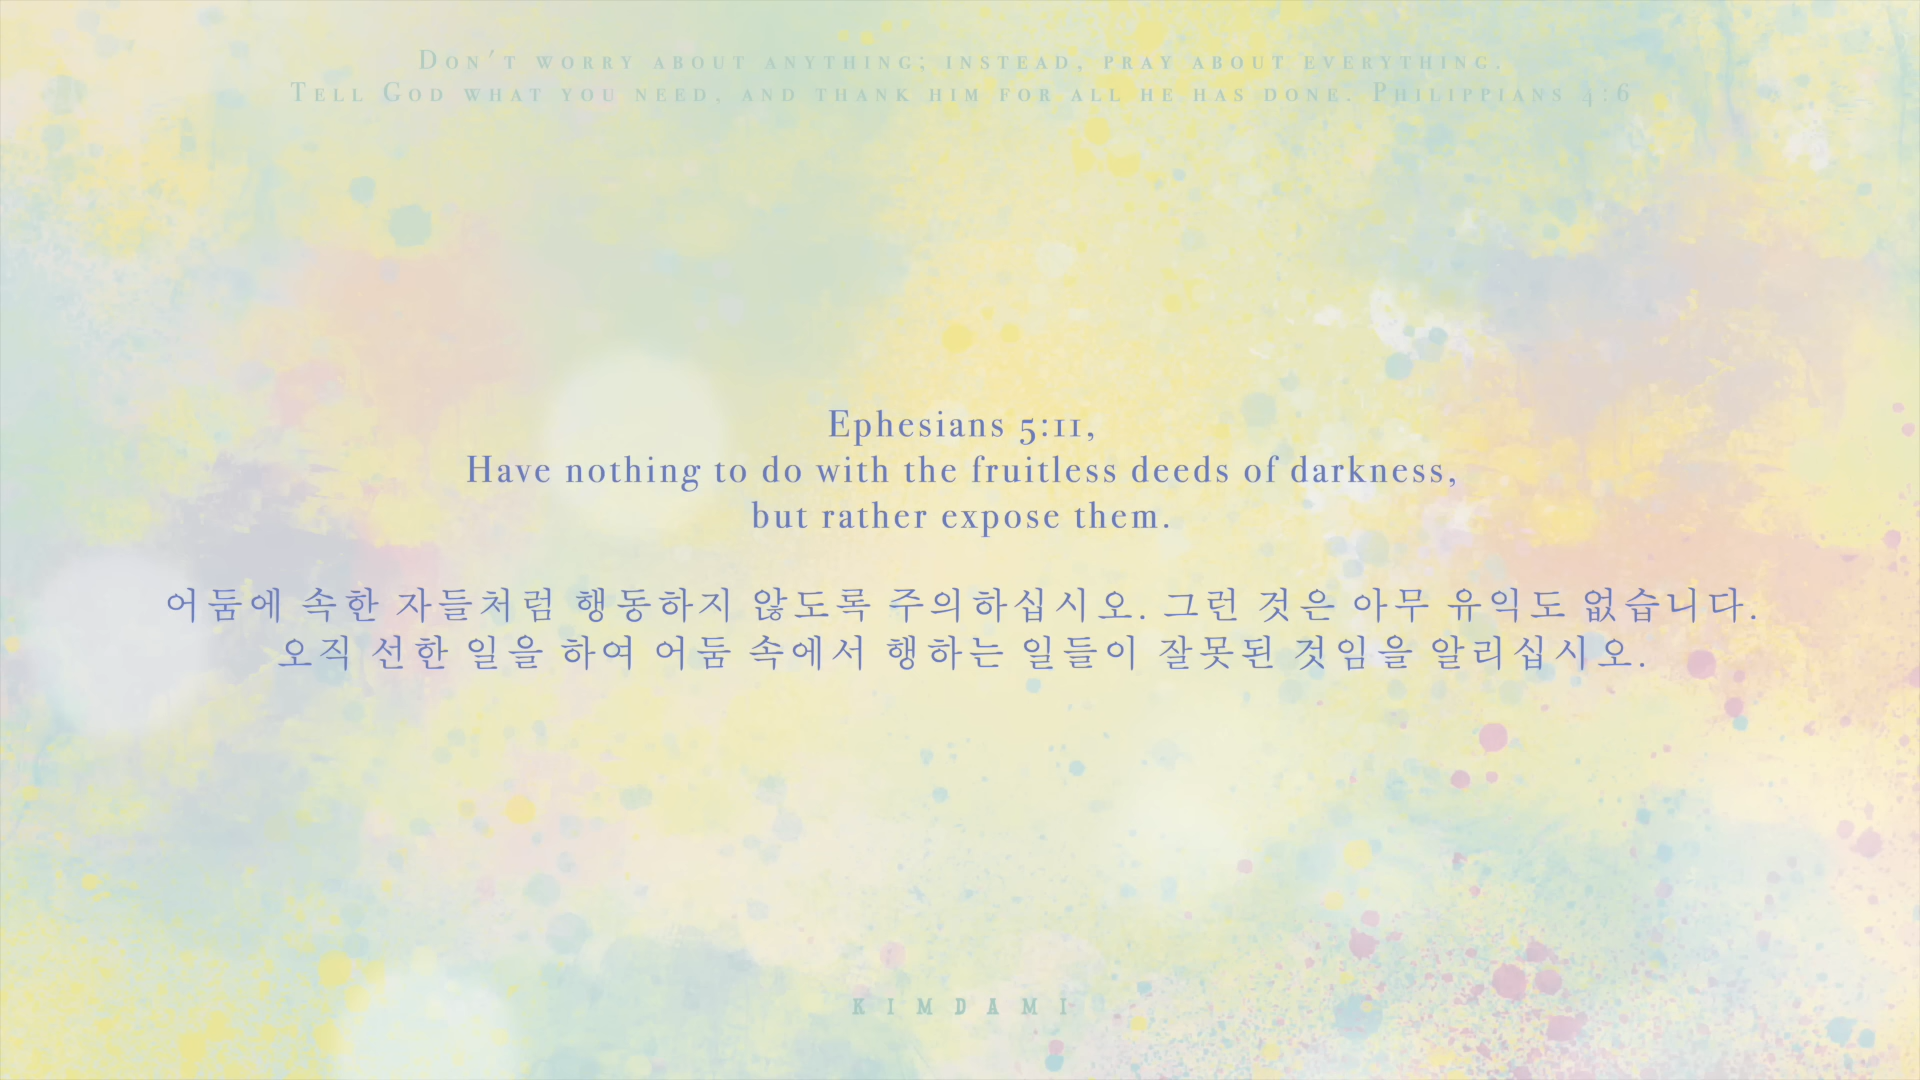 DON'T WORRY ABOUT ANYTHING; INSTEAD, PRAY ABOUT EVERYTHING.
TELL GOD WHAT YOU NEED, AND THANK HIM FOR ALL HE HAS DONE. PHILIPPIANS 4:6
Ephesians 5:11,
Have nothing to do with the fruitless deeds of darkness,
but rather expose them.
어둠에 속한 자들처럼 행동하지 않도록 주의하십시오. 그런 것은 아무 유익도 없습니다.
오직 선한 일을 하여 어둠 속에서 행하는 일들이 잘못된 것임을 알리십시오.
KIMDAMI